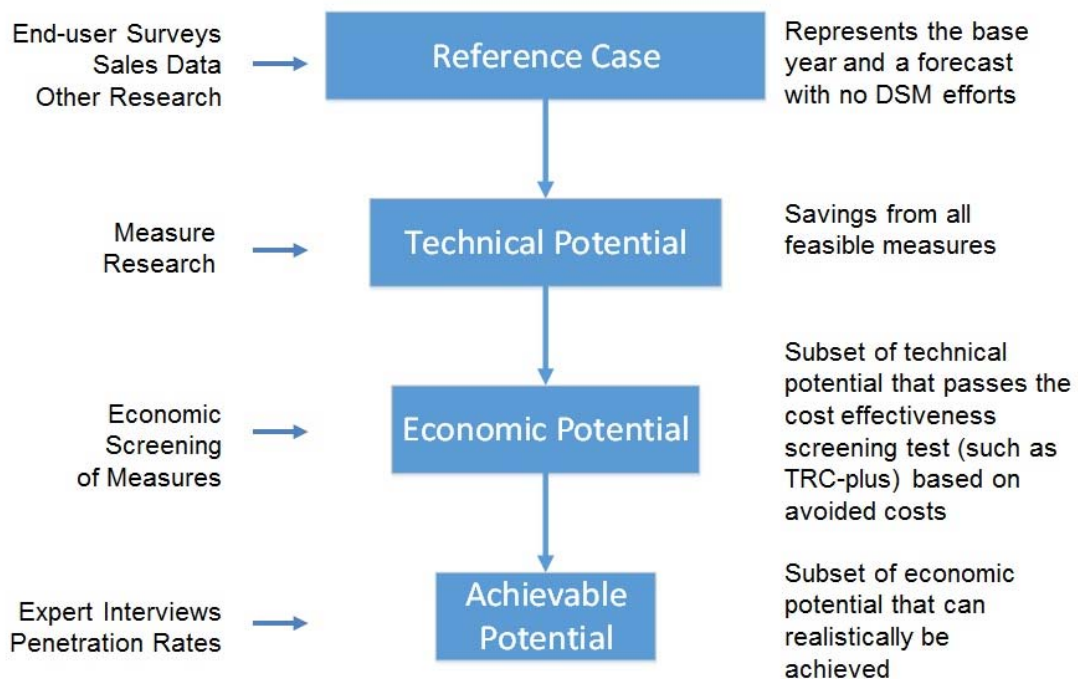 End-user Surveys
Sales Data
Other Research
Reference Case
Represents the base
year and a forecast
with no DSM efforts
Measure
Research
Technical Potential
Savings from all
feasible measures
Economic
Screening
of Measures
Economic Potential
Subset of technical
potential that passes the
cost effectiveness
screening test (such as
TRC-plus) based on
avoided costs
Expert Interviews
Penetration Rates
Achievable
Potential
Subset of economic
potential that can
realistically be
achieved